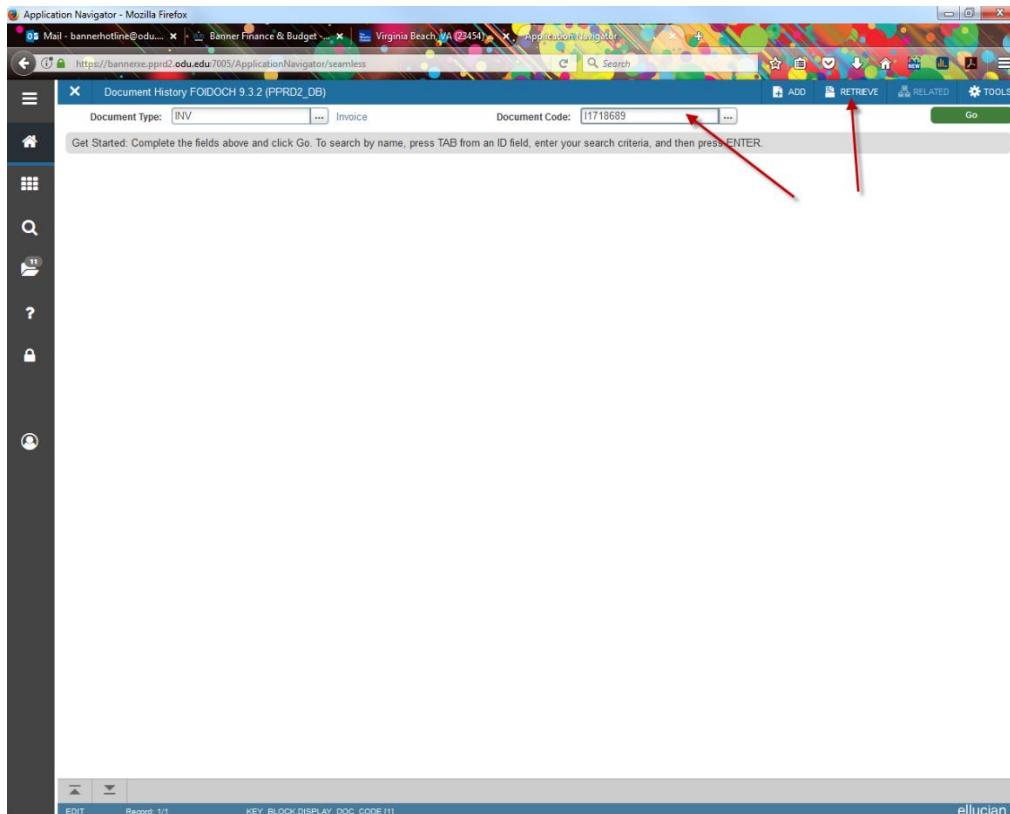 Application Navigator - Mozilla Firefox
Mail - bannerhotline@odu.... Banner Finance & Budget -... Virginia Beach, VA (23454) Application Navigator
https://bannerxe.pprd2.odu.edu:7005/ApplicationNavigator/seamless Search
Document History FOIDOCH 9.3.2 (PPRD2_DB) ADD RETRIEVE RELATED TOOLS
Document Type: INV ... Invoice Document Code: I1718689 ... Go
Get Started: Complete the fields above and click Go. To search by name, press TAB from an ID field, enter your search criteria, and then press ENTER.
11
EDIT Record: 1/1 KEY_BLOCK.DISPLAY_DOC_CODE [1] ellucian